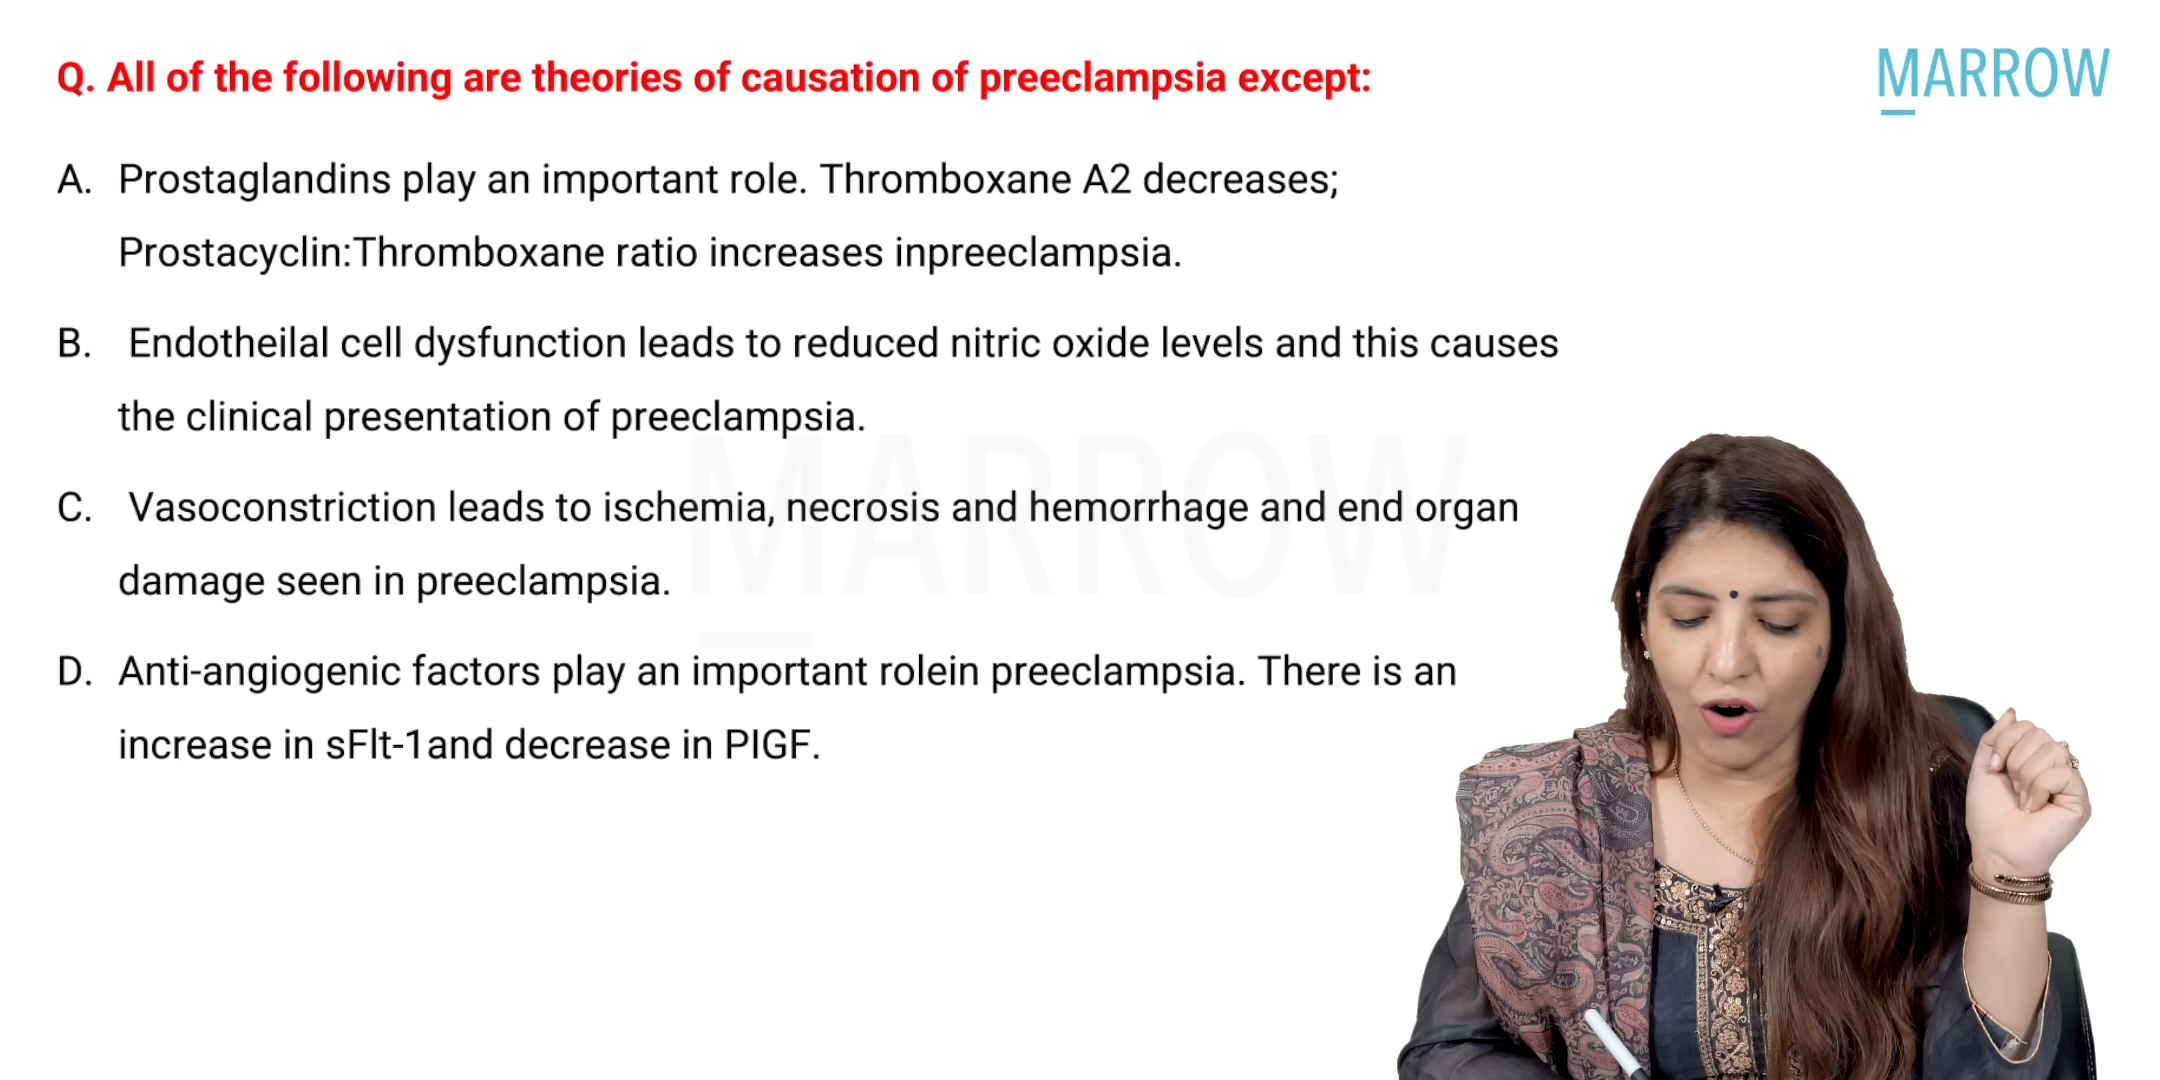 Q. All of the following are theories of causation of preeclampsia except:
MARROW
A. Prostaglandins play an important role. Thromboxane A2 decreases;
Prostacyclin:Thromboxane ratio increases inpreeclampsia.
B. Endotheilal cell dysfunction leads to reduced nitric oxide levels and this causes
the clinical presentation of preeclampsia.
MARROW
C. Vasoconstriction leads to ischemia, necrosis and hemorrhage and end organ
damage seen in preeclampsia.
D. Anti-angiogenic factors play an important rolein preeclampsia. There is an
increase in sFlt-1and decrease in PIGF.